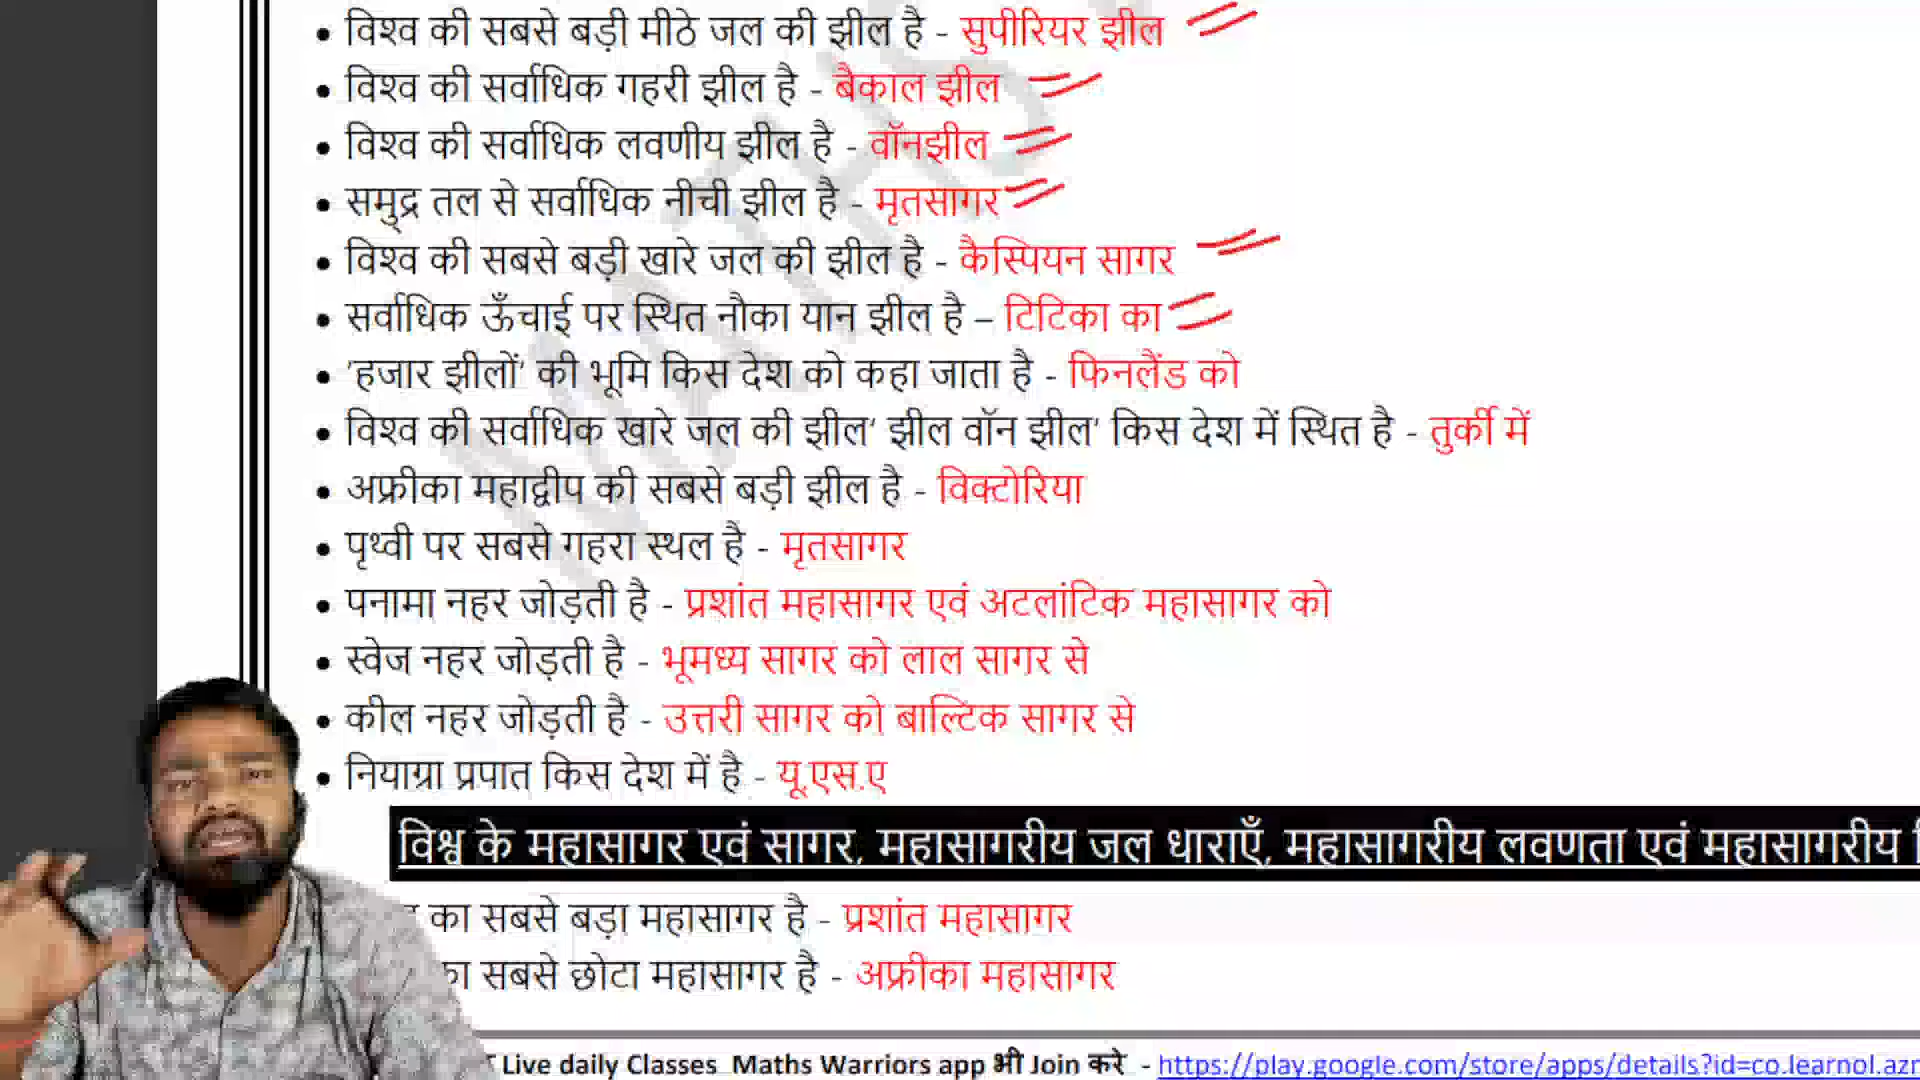 • विश्व की सबसे बड़ी मीठे जल की झील है - सुपीरियर झील
• विश्व की सर्वाधिक गहरी झील है - बैकाल झील
• विश्व की सर्वाधिक लवणीय झील है - वॉनझील
• समुद्र तल से सर्वाधिक नीची झील है - मृतसागर
• विश्व की सबसे बड़ी खारे जल की झील है - कैस्पियन सागर
• सर्वाधिक ऊँचाई पर स्थित नौका यान झील है – टिटिका का
• 'हजार झीलों' की भूमि किस देश को कहा जाता है - फिनलैंड को
• विश्व की सर्वाधिक खारे जल की झील' झील वॉन झील' किस देश में स्थित है - तुर्की में
• अफ्रीका महाद्वीप की सबसे बड़ी झील है - विक्टोरिया
• पृथ्वी पर सबसे गहरा स्थल है - मृतसागर
• पनामा नहर जोड़ती है - प्रशांत महासागर एवं अटलांटिक महासागर को
• स्वेज नहर जोड़ती है - भूमध्य सागर को लाल सागर से
• कील नहर जोड़ती है - उत्तरी सागर को बाल्टिक सागर से
• नियाग्रा प्रपात किस देश में है - यू.एस.ए
विश्व के महासागर एवं सागर, महासागरीय जल धाराएँ, महासागरीय लवणता एवं महासागरीय
का सबसे बड़ा महासागर है - प्रशांत महासागर
का सबसे छोटा महासागर है - अफ्रीका महासागर
Live daily Classes Maths Warriors app भी Join करे - https://play.google.com/store/apps/details?id=co.learnol.azr